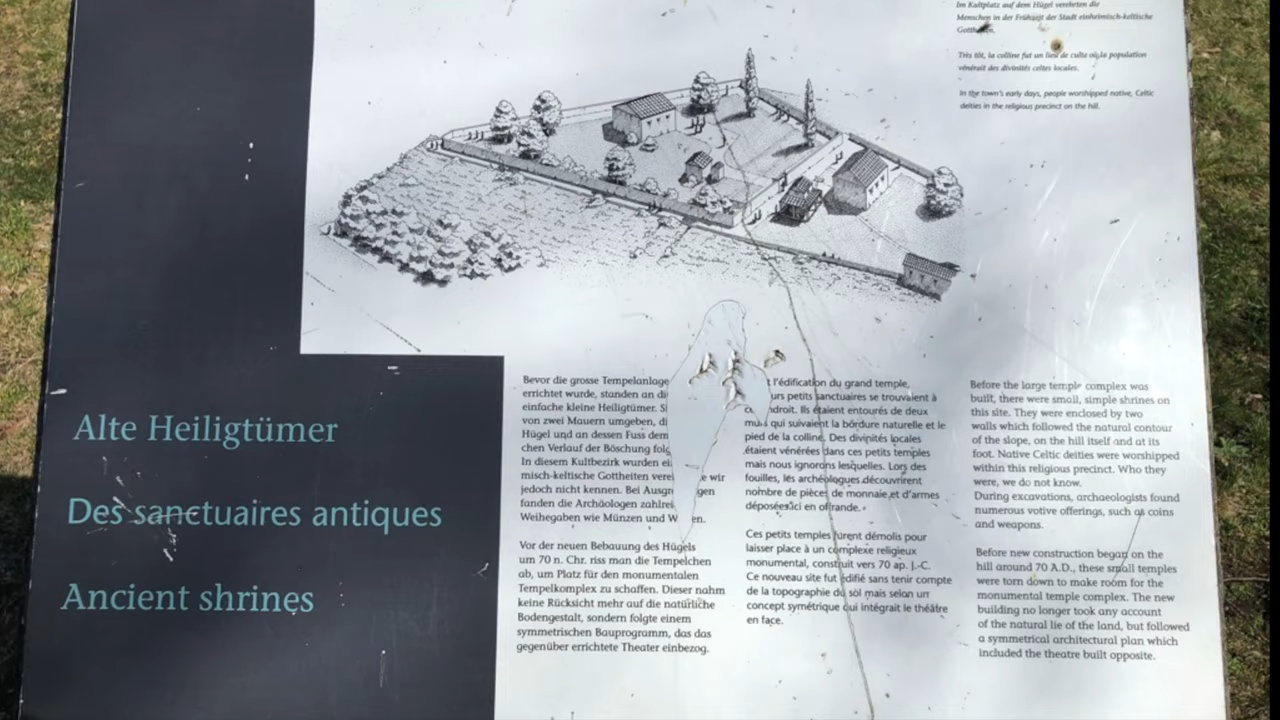 Im Kultplatz auf dem Hügel verehrten die
Menschen in der Frühzeit der Stadt einheimisch-keltische
Très tôt, la colline fut un lieu de culte où la population
vénérait des divinités celtes locales.
In the town's early days, people worshipped native, Celtic
deities in the religious precinct on the hill.
Alte Heiligtümer
Des sanctuaires antiques
Ancient shrines
Bevor die grosse Tempelanlage
errichtet wurde, standen an
einfache kleine Heiligtümer.
von zwei Mauern umgeben,
Hügel und an dessen Fuss dem
chen Verlauf der Böschung
In diesem Kultbezirk wurden
misch-keltische Gottheiten wir
jedoch nicht kennen. Bei
fanden die Archäologen
Weihegaben wie Münzen und
Vor der neuen Bebauung des Hügels
um 70 n. Chr. riss man die Tempelchen
ab, um Platz für den monumentalen
Tempelkomplex zu schaffen. Dieser nahm
keine Rücksicht mehr auf die natürliche
Bodengestalt, sondern folgte einem
symmetrischen Bauprogramm, das das
gegenüber errichtete Theater einbezog.
l'édification du grand temple,
petits sanctuaires se trouvaient à
Ils étaient entourés de deux
murs qui suivaient la bordure naturelle et le
pied de la colline. Des divinités locales
étaient vénérées dans ces petits temples
mais nous ignorons lesquelles. Lors des
fouilles, les archéologues découvrirent
nombre de pièces de monnaie et d'armes
déposées ici en offrande.
Ces petits temples furent démolis pour
laisser place à un complexe religieux
monumental, construit vers 70 ap. J.-C.
Ce nouveau site fut édifié sans tenir compte
de la topographie du sol mais selon un
concept symétrique qui intégrait le théâtre
en face.
Before the large temple complex was
built, there were small, simple shrines on
this site. They were enclosed by two
walls which followed the natural contour
of the slope, on the hill itself and at its
foot. Native Celtic deities were worshipped
within this religious precinct. Who they
were, we do not know.
During excavations, archaeologists found
numerous votive offerings, such as coins
and weapons.
Before new construction began on the
hill around 70 A.D., these small temples
were torn down to make room for the
monumental temple complex. The new
building no longer took any account
of the natural lie of the land, but followed
a symmetrical architectural plan which
included the theatre built opposite.